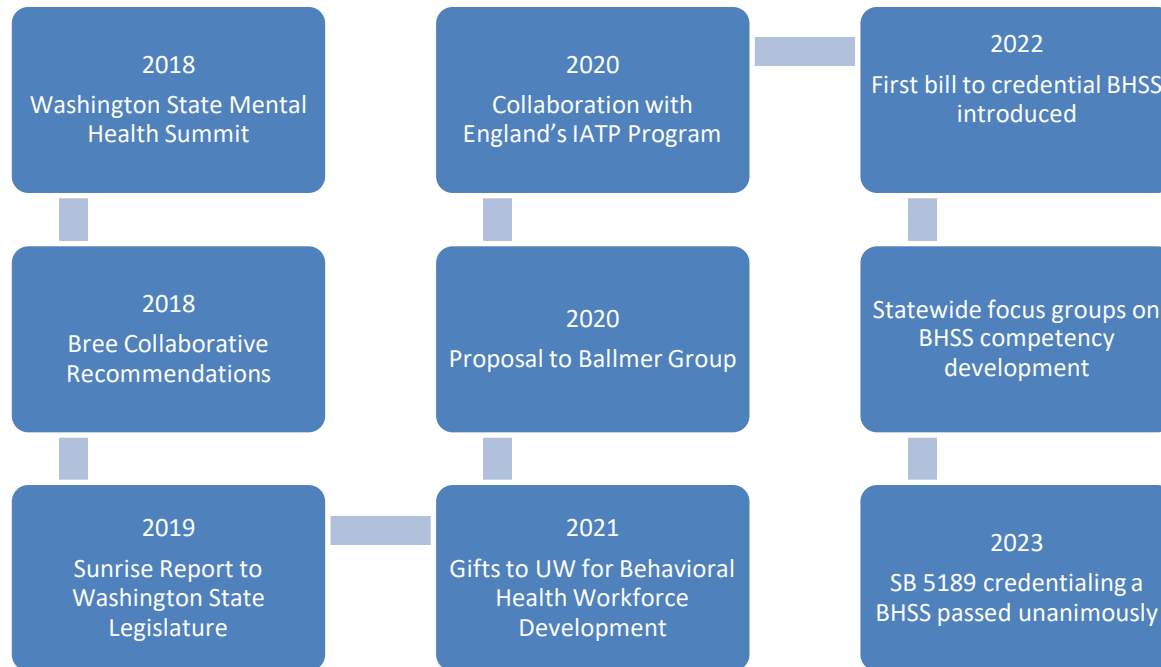 2018
Washington State Mental
Health Summit
2018
Bree Collaborative
Recommendations
2019
Sunrise Report to
Washington State
Legislature
2020
Collaboration with
England's IATP Program
2020
Proposal to Ballmer Group
2021
Gifts to UW for Behavioral
Health Workforce
Development
2022
First bill to credential BHSS
introduced
Statewide focus groups on
BHSS competency
development
2023
SB 5189 credentialing a
BHSS passed unanimously